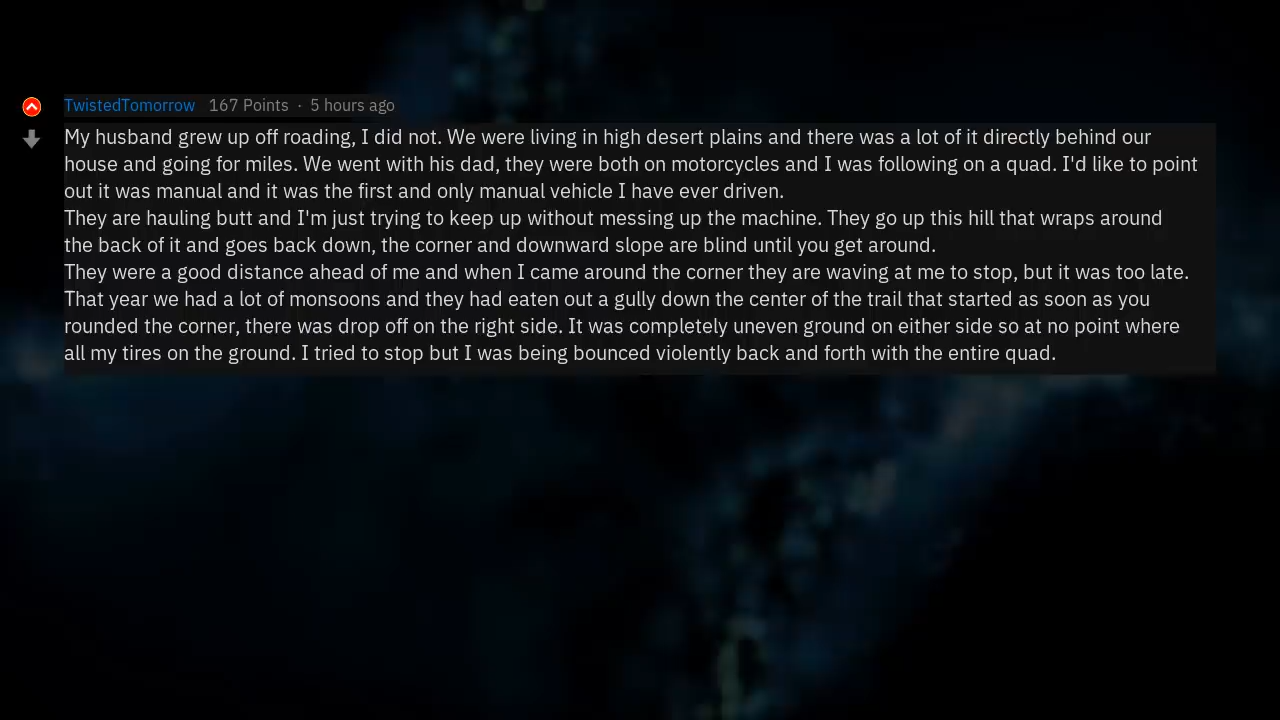 TwistedTomorrow 167 Points · 5 hours ago
My husband grew up off roading, I did not. We were living in high desert plains and there was a lot of it directly behind our
house and going for miles. We went with his dad, they were both on motorcycles and I was following on a quad. I'd like to point
out it was manual and it was the first and only manual vehicle I have ever driven.
They are hauling butt and I'm just trying to keep up without messing up the machine. They go up this hill that wraps around
the back of it and goes back down, the corner and downward slope are blind until you get around.
They were a good distance ahead of me and when I came around the corner they are waving at me to stop, but it was too late.
That year we had a lot of monsoons and they had eaten out a gully down the center of the trail that started as soon as you
rounded the corner, there was drop off on the right side. It was completely uneven ground on either side so at no point where
all my tires on the ground. I tried to stop but I was being bounced violently back and forth with the entire quad.